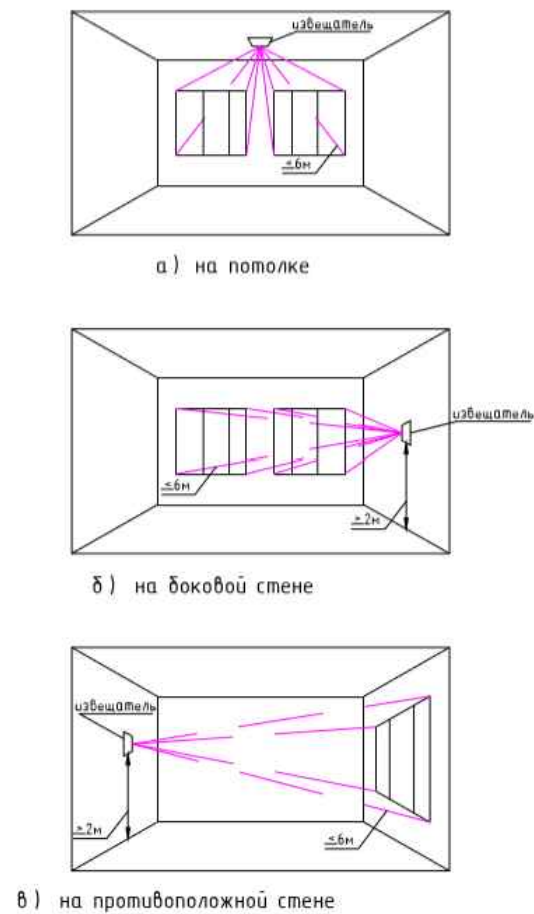 извещатель
≤6м
а) на потолке
извещатель
≤6м
≥2м
б) на боковой стене
извещатель
≥2м
≤6м
в) на противоположной стене